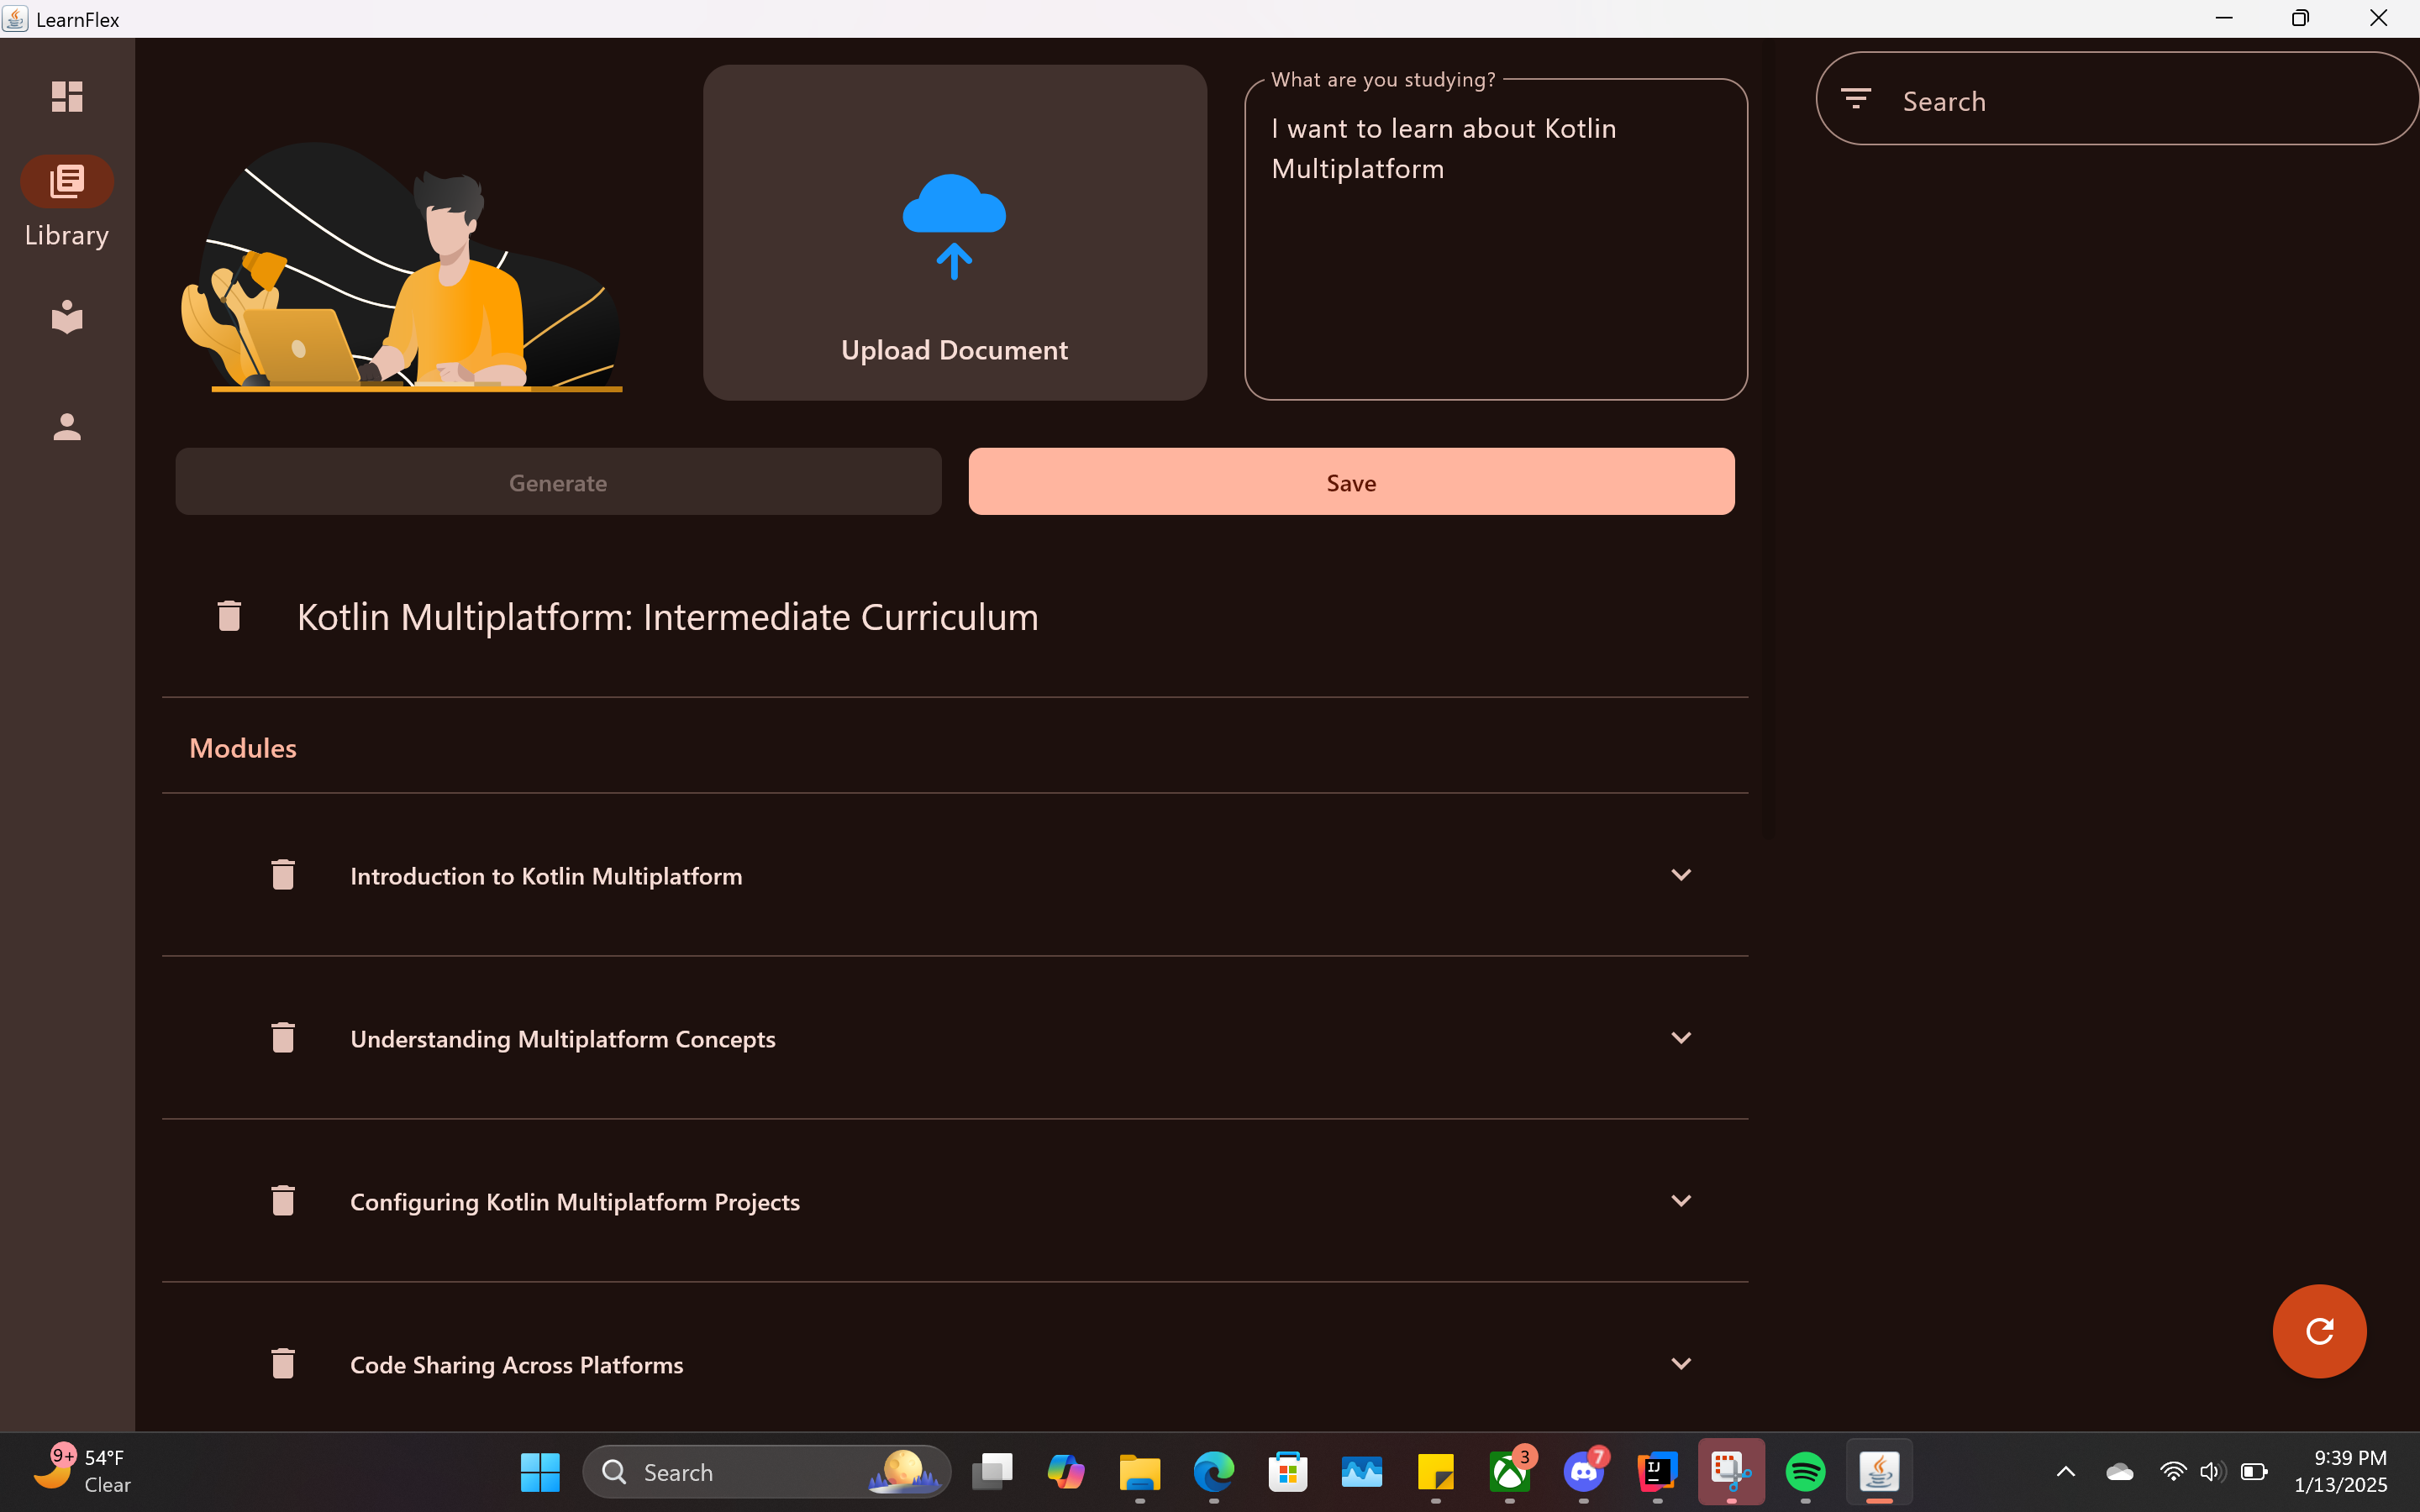 LearnFlex
Library
Upload Document
What are you studying?
I want to learn about Kotlin
Multiplatform
Search
Generate
Save
Kotlin Multiplatform: Intermediate Curriculum
Modules
Introduction to Kotlin Multiplatform
Understanding Multiplatform Concepts
Configuring Kotlin Multiplatform Projects
Code Sharing Across Platforms
9+
54°F
Clear
Search
3
7
IJ
9:39 PM
1/13/2025